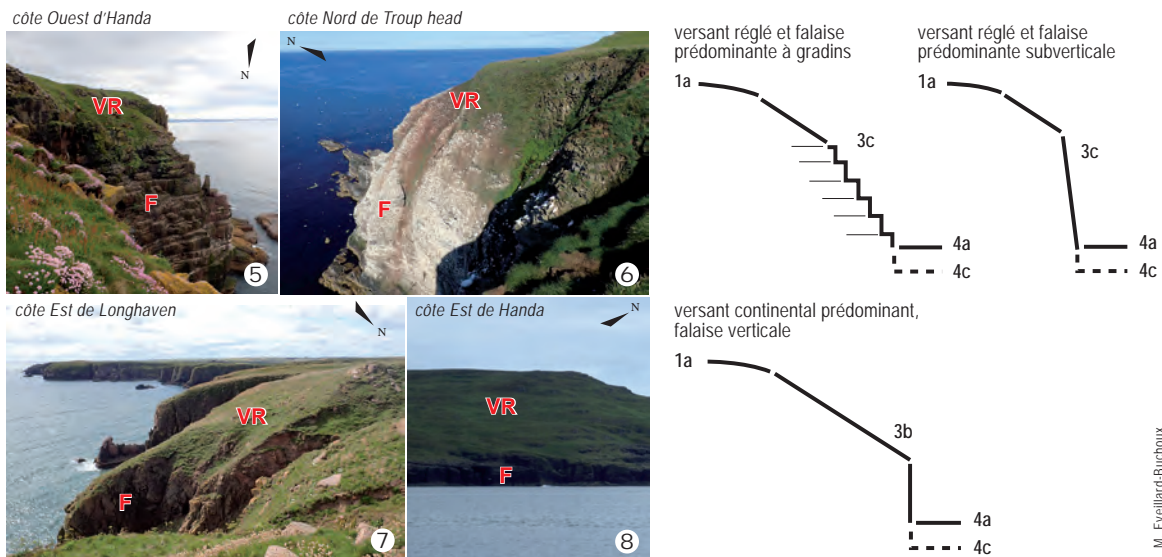 côte Ouest d'Handa
N
VR
F
5
côte Nord de Troup head
N
VR
F
6
côte Est de Longhaven
N
VR
F
7
côte Est de Handa
N
VR
F
8
versant réglé et falaise
prédominante à gradins
1a
3c
4a
4c
versant réglé et falaise
prédominante subverticale
1a
3c
4a
4c
versant continental prédominant,
falaise verticale
1a
3b
4a
4c
M. Eveillard-Buchoux